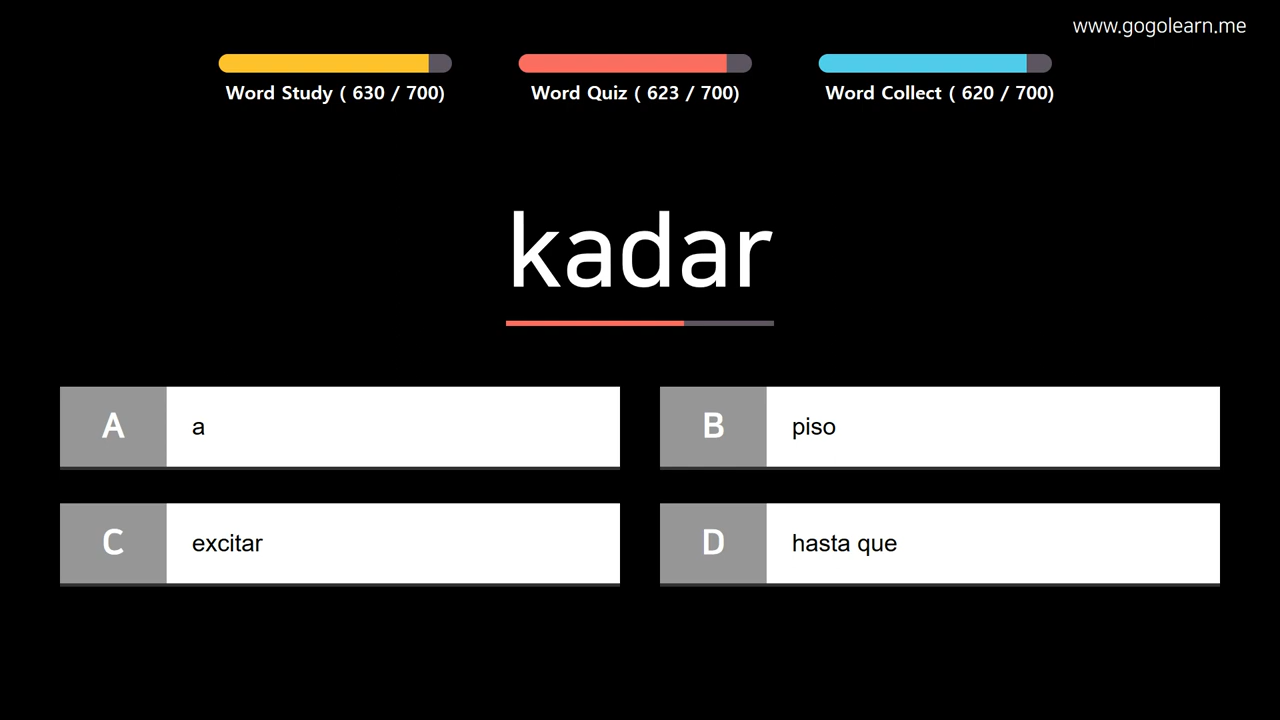 www.gogolearn.me
Word Study ( 630 / 700)
Word Quiz ( 623 / 700)
Word Collect ( 620 / 700)
kadar
A a
B piso
C excitar
D hasta que